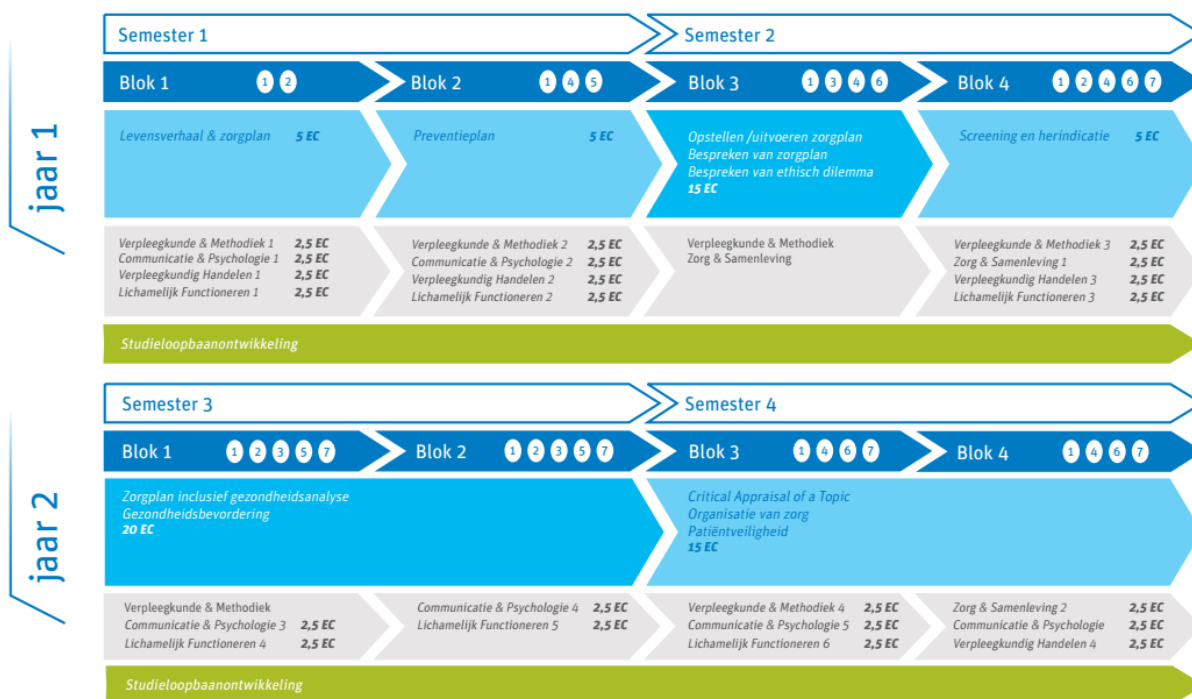 jaar 1
Semester 1
Semester 2
Blok 1 1 2
Blok 2 1 4 5
Blok 3 1 3 4 6
Blok 4 1 2 4 6 7
Levensverhaal & zorgplan 5 EC
Preventieplan 5 EC
Opstellen /uitvoeren zorgplan
Bespreken van zorgplan
Bespreken van ethisch dilemma
15 EC
Screening en herindicatie 5 EC
Verpleegkunde & Methodiek 1 2,5 EC
Communicatie & Psychologie 1 2,5 EC
Verpleegkundig Handelen 1 2,5 EC
Lichamelijk Functioneren 1 2,5 EC
Verpleegkunde & Methodiek 2 2,5 EC
Communicatie & Psychologie 2 2,5 EC
Verpleegkundig Handelen 2 2,5 EC
Lichamelijk Functioneren 2 2,5 EC
Verpleegkunde & Methodiek
Zorg & Samenleving
Verpleegkunde & Methodiek 3 2,5 EC
Zorg & Samenleving 1 2,5 EC
Verpleegkundig Handelen 3 2,5 EC
Lichamelijk Functioneren 3 2,5 EC
Studieloopbaanontwikkeling
jaar 2
Semester 3
Semester 4
Blok 1 1 2 3 5 7
Blok 2 1 2 3 5 7
Blok 3 1 4 6 7
Blok 4 1 4 6 7
Zorgplan inclusief gezondheidsanalyse
Gezondheidsbevordering
20 EC
Critical Appraisal of a Topic
Organisatie van zorg
Patiëntveiligheid
15 EC
Verpleegkunde & Methodiek
Communicatie & Psychologie 3 2,5 EC
Lichamelijk Functioneren 4 2,5 EC
Communicatie & Psychologie 4 2,5 EC
Lichamelijk Functioneren 5 2,5 EC
Verpleegkunde & Methodiek 4 2,5 EC
Communicatie & Psychologie 5 2,5 EC
Lichamelijk Functioneren 6 2,5 EC
Zorg & Samenleving 2 2,5 EC
Communicatie & Psychologie 2,5 EC
Verpleegkundig Handelen 4 2,5 EC
Studieloopbaanontwikkeling